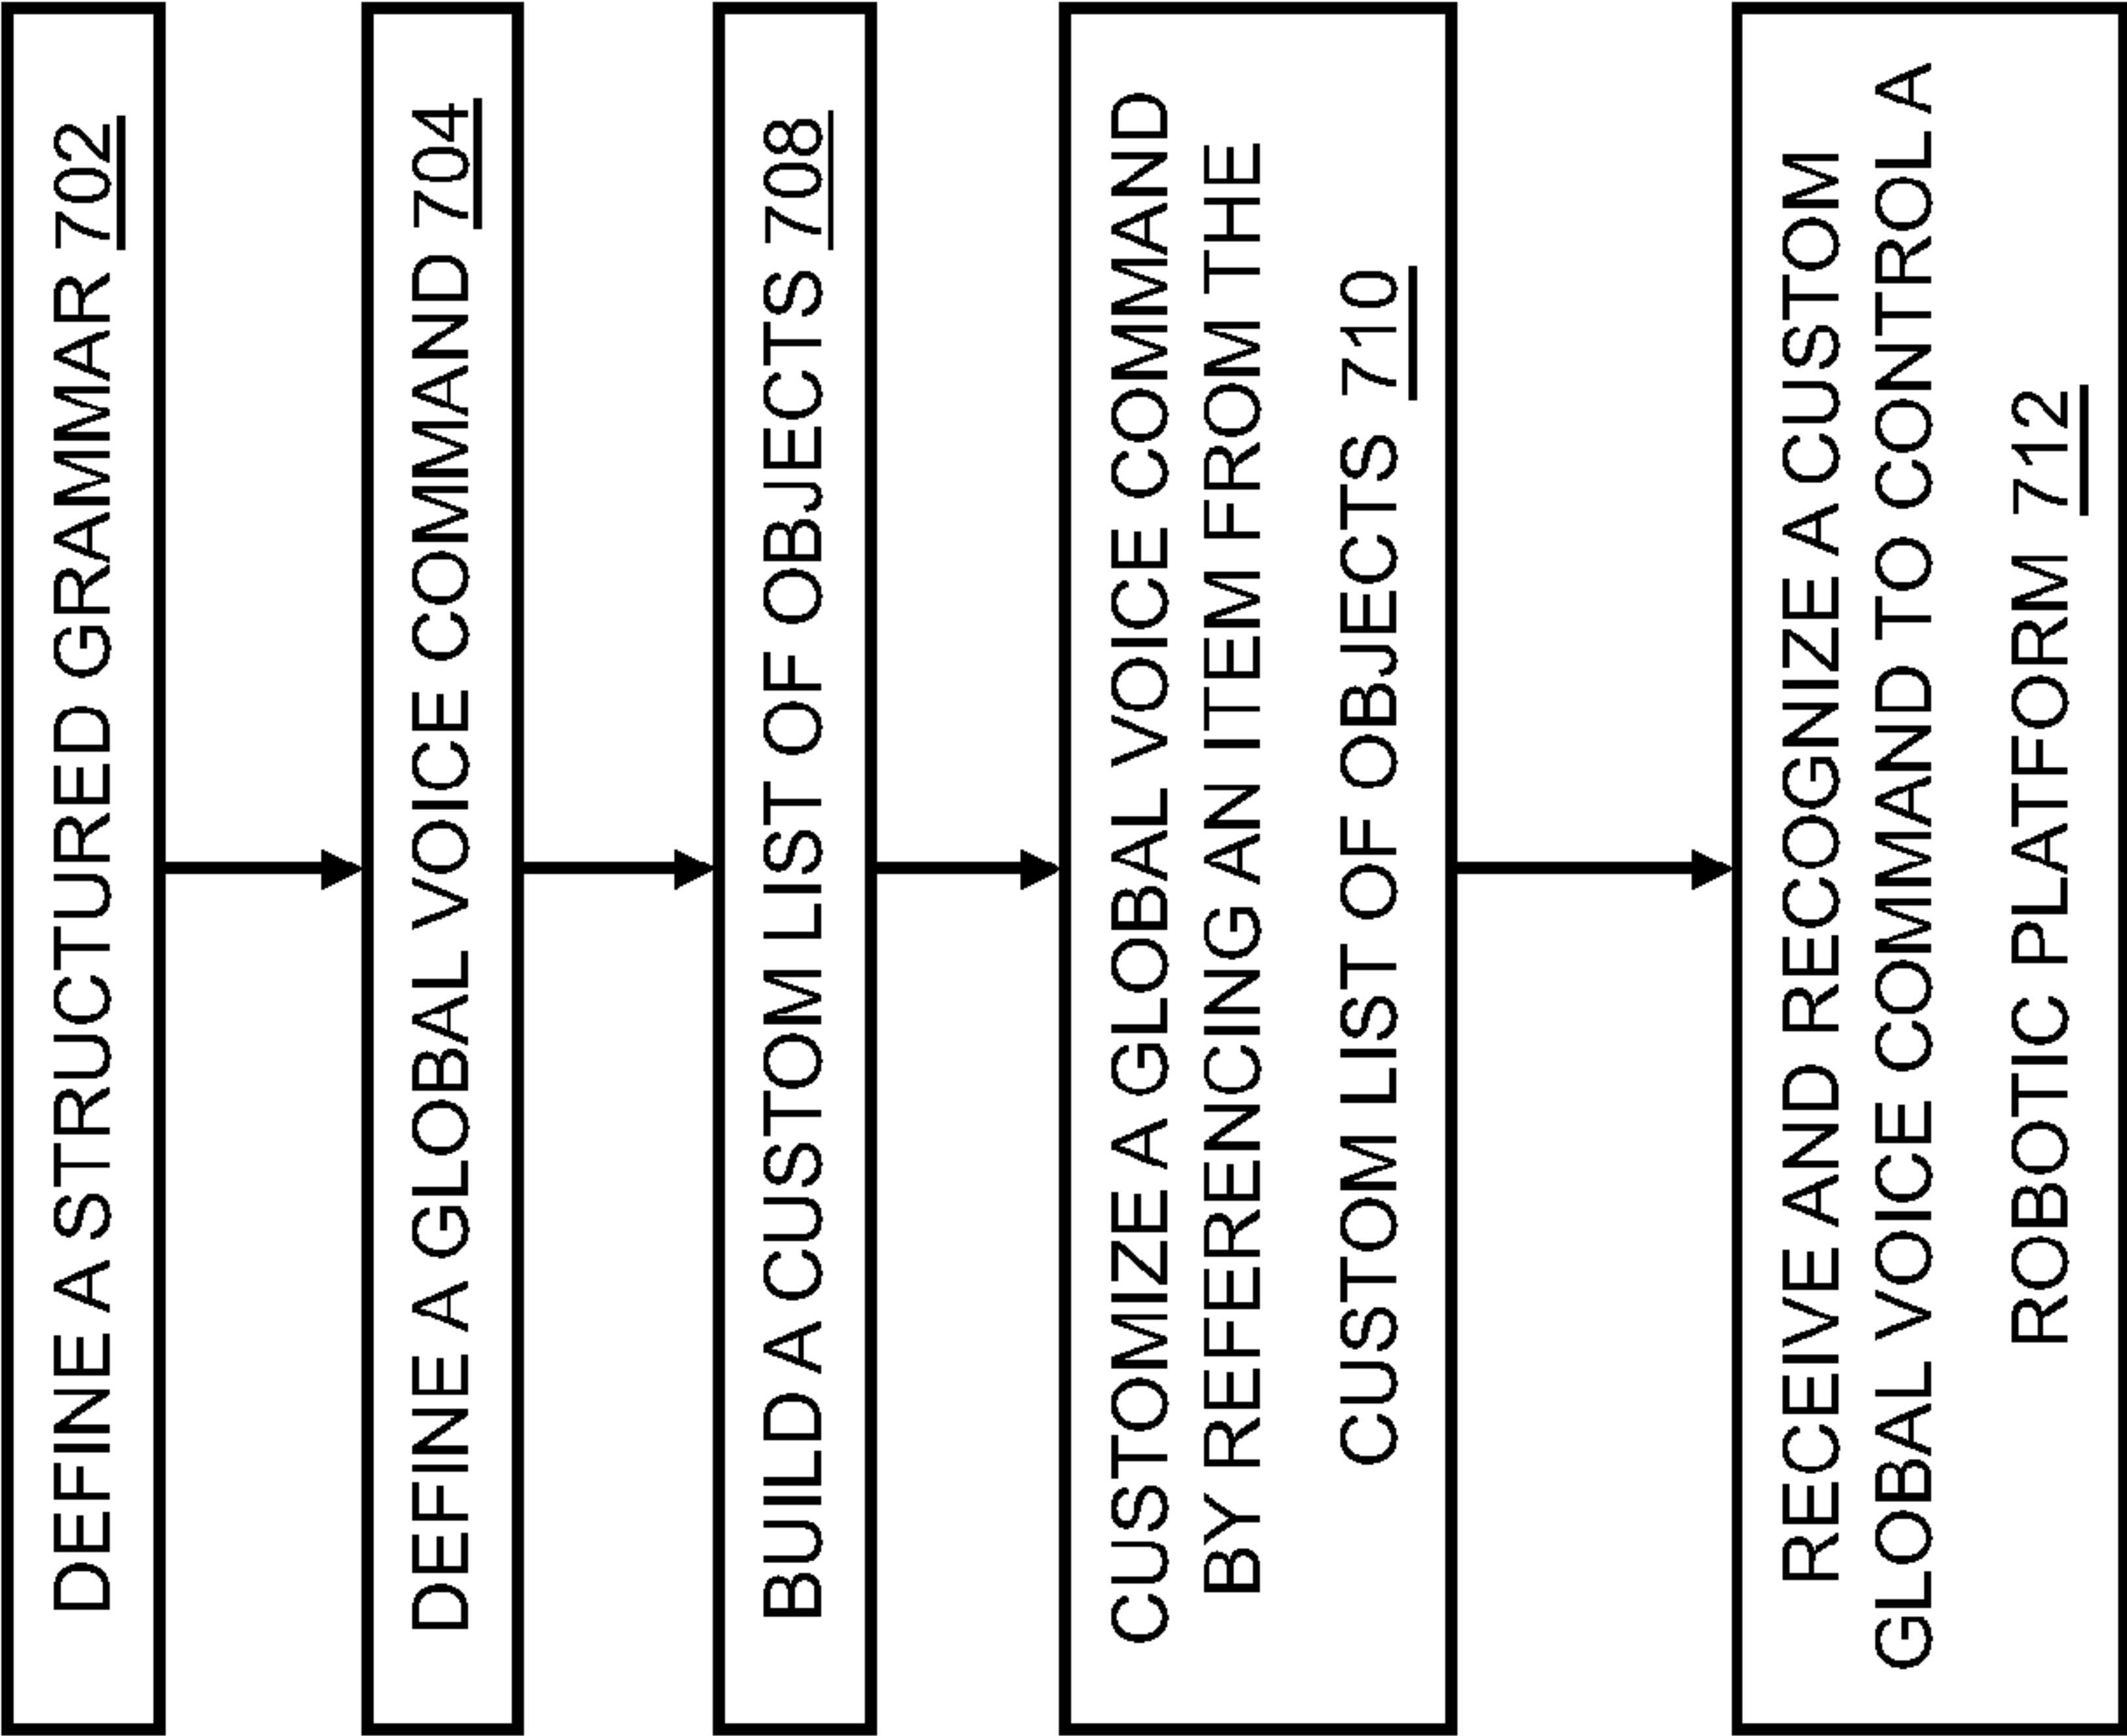 DEFINE A STRUCTURED GRAMMAR 702
DEFINE A GLOBAL VOICE COMMAND 704
BUILD A CUSTOM LIST OF OBJECTS 708
CUSTOMIZE A GLOBAL VOICE COMMAND
BY REFERENCING AN ITEM FROM THE
CUSTOM LIST OF OBJECTS 710
RECEIVE AND RECOGNIZE A CUSTOM
GLOBAL VOICE COMMAND TO CONTROL A
ROBOTIC PLATFORM 712